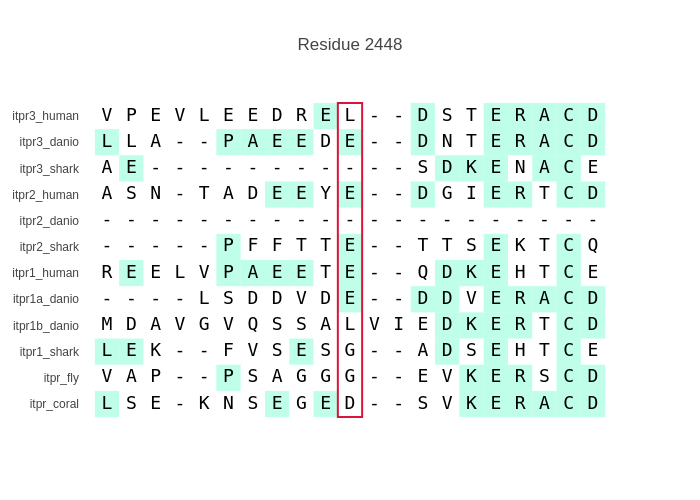 Residue 2448
itpr3_human V P E V L E E D R E L - - D S T E R A C D
itpr3_danio L L A - - P A E E D E - - D N T E R A C D
itpr3_shark A E - - - - - - - - - - - S D K E N A C E
itpr2_human A S N - T A D E E Y E - - D G I E R T C D
itpr2_danio - - - - - - - - - - - - - - - - - - - - -
itpr2_shark - - - - - P F F T T E - - T T S E K T C Q
itpr1_human R E E L V P A E E T E - - Q D K E H T C E
itpr1a_danio - - - - L S D D V D E - - D D V E R A C D
itpr1b_danio M D A V G V Q S S A L V I E D K E R T C D
itpr1_shark L E K - - F V S E S G - - A D S E H T C E
itpr_fly V A P - - P S A G G G - - E V K E R S C D
itpr_coral L S E - K N S E G E D - - S V K E R A C D